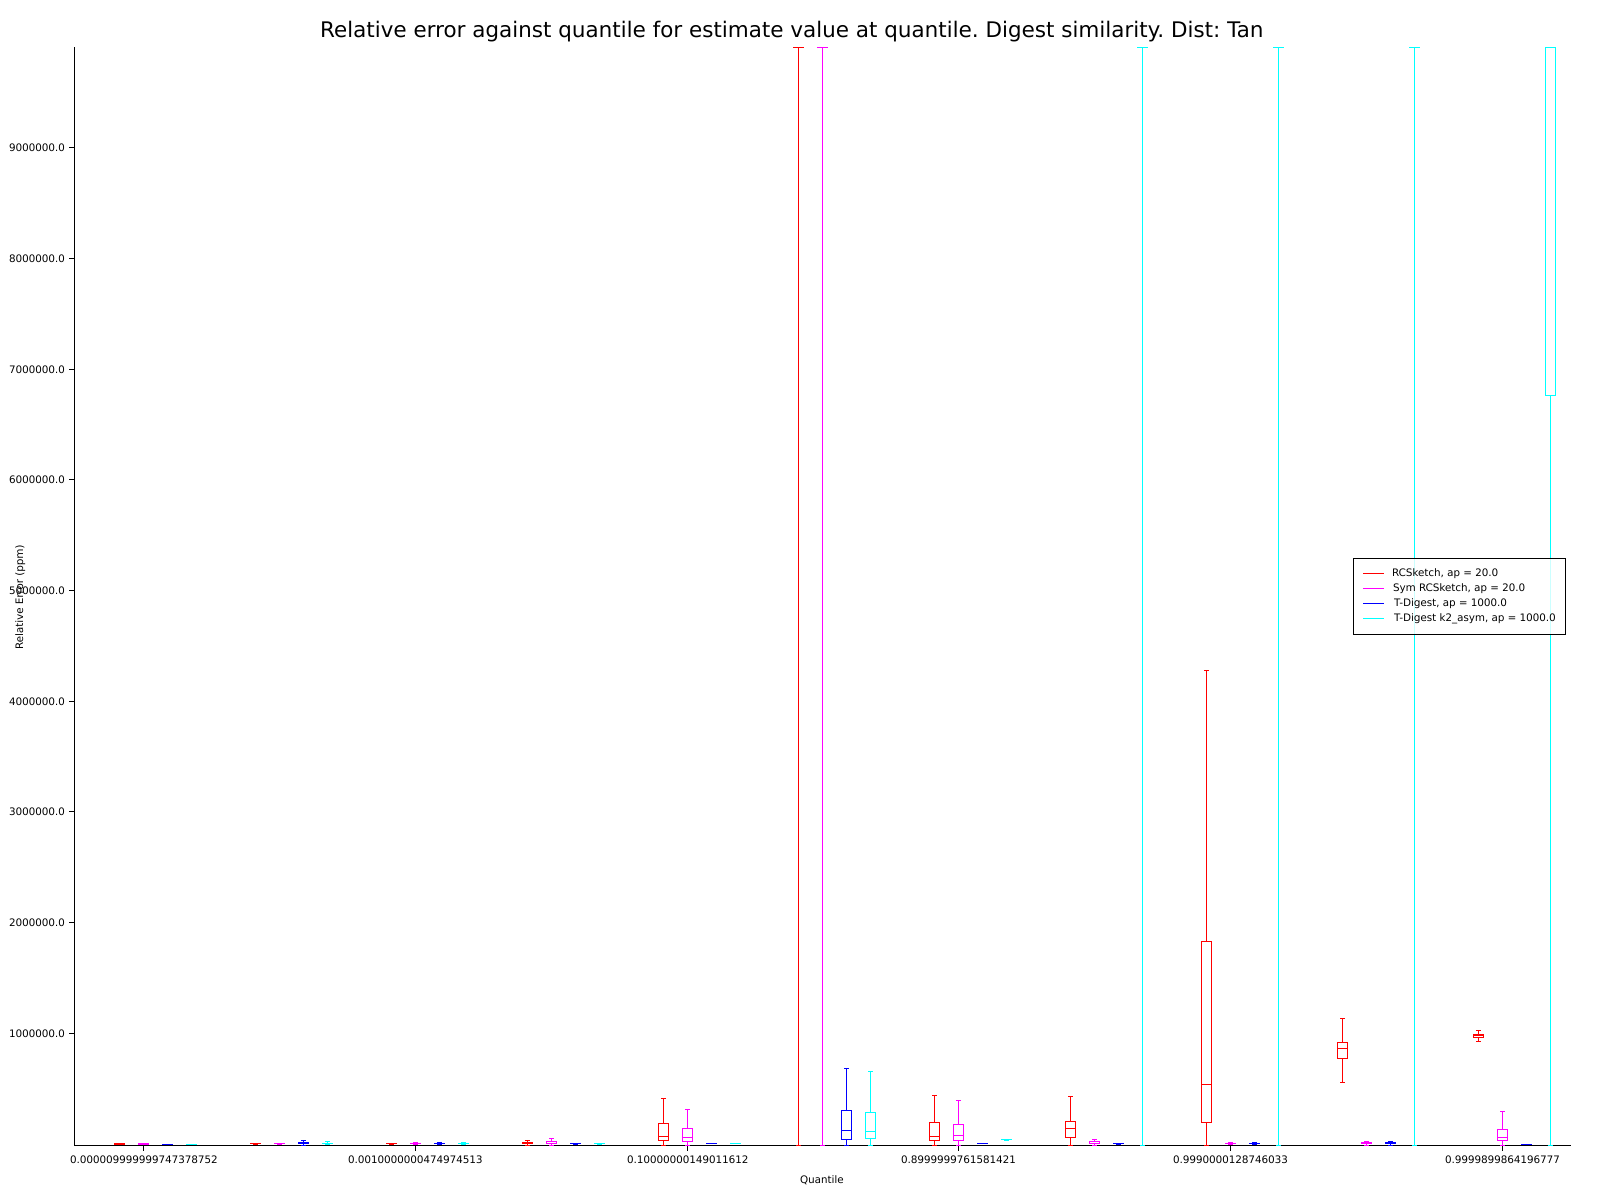 Relative error against quantile for estimate value at quantile. Digest similarity. Dist: Tan
9000000.0
8000000.0
7000000.0
6000000.0
5000000.0
4000000.0
3000000.0
2000000.0
1000000.0
Relative Error (ppm)
RCSketch, ap = 20.0
Sym RCSketch, ap = 20.0
T-Digest, ap = 1000.0
T-Digest k2_asym, ap = 1000.0
0.0000099999999747378752 0.0010000000474974513 0.10000000149011612 0.8999999761581421 0.9990000128746033 0.9999899864196777
Quantile